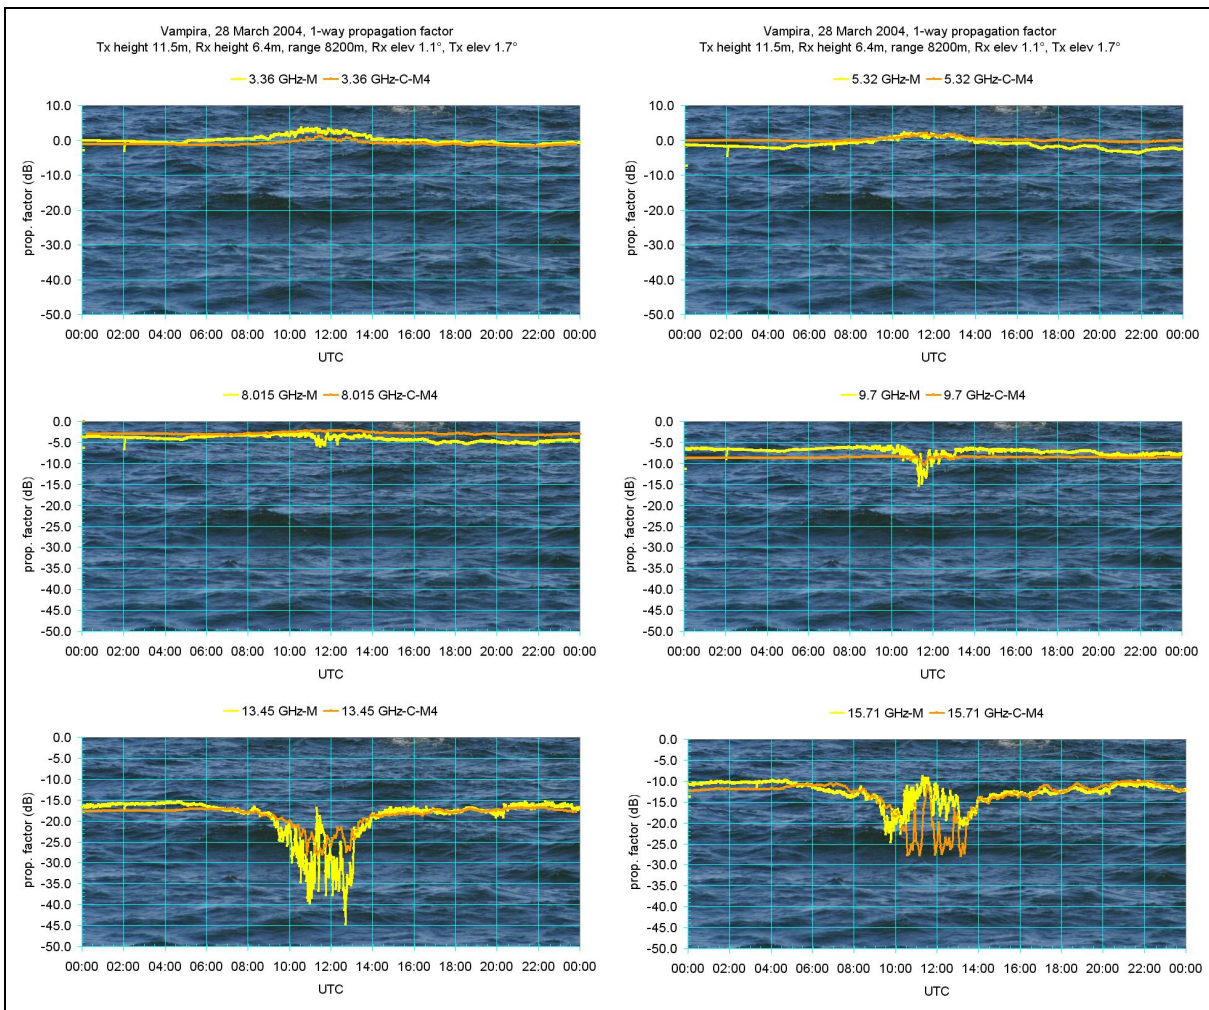 Vampira, 28 March 2004, 1-way propagation factor
Tx height 11.5m, Rx height 6.4m, range 8200m, Rx elev 1.1°, Tx elev 1.7°
3.36 GHz-M 3.36 GHz-C-M4
10.0
0.0
-10.0
-20.0
-30.0
-40.0
-50.0
prop. factor (dB)
00:00 02:00 04:00 06:00 08:00 10:00 12:00 14:00 16:00 18:00 20:00 22:00 00:00
UTC
Vampira, 28 March 2004, 1-way propagation factor
Tx height 11.5m, Rx height 6.4m, range 8200m, Rx elev 1.1°, Tx elev 1.7°
5.32 GHz-M 5.32 GHz-C-M4
10.0
0.0
-10.0
-20.0
-30.0
-40.0
-50.0
prop. factor (dB)
00:00 02:00 04:00 06:00 08:00 10:00 12:00 14:00 16:00 18:00 20:00 22:00 00:00
UTC
8.015 GHz-M 8.015 GHz-C-M4
0.0
-5.0
-10.0
-15.0
-20.0
-25.0
-30.0
-35.0
-40.0
-45.0
-50.0
prop. factor (dB)
00:00 02:00 04:00 06:00 08:00 10:00 12:00 14:00 16:00 18:00 20:00 22:00 00:00
UTC
9.7 GHz-M 9.7 GHz-C-M4
0.0
-5.0
-10.0
-15.0
-20.0
-25.0
-30.0
-35.0
-40.0
-45.0
-50.0
prop. factor (dB)
00:00 02:00 04:00 06:00 08:00 10:00 12:00 14:00 16:00 18:00 20:00 22:00 00:00
UTC
13.45 GHz-M 13.45 GHz-C-M4
0.0
-5.0
-10.0
-15.0
-20.0
-25.0
-30.0
-35.0
-40.0
-45.0
-50.0
prop. factor (dB)
00:00 02:00 04:00 06:00 08:00 10:00 12:00 14:00 16:00 18:00 20:00 22:00 00:00
UTC
15.71 GHz-M 15.71 GHz-C-M4
0.0
-5.0
-10.0
-15.0
-20.0
-25.0
-30.0
-35.0
-40.0
-45.0
-50.0
prop. factor (dB)
00:00 02:00 04:00 06:00 08:00 10:00 12:00 14:00 16:00 18:00 20:00 22:00 00:00
UTC